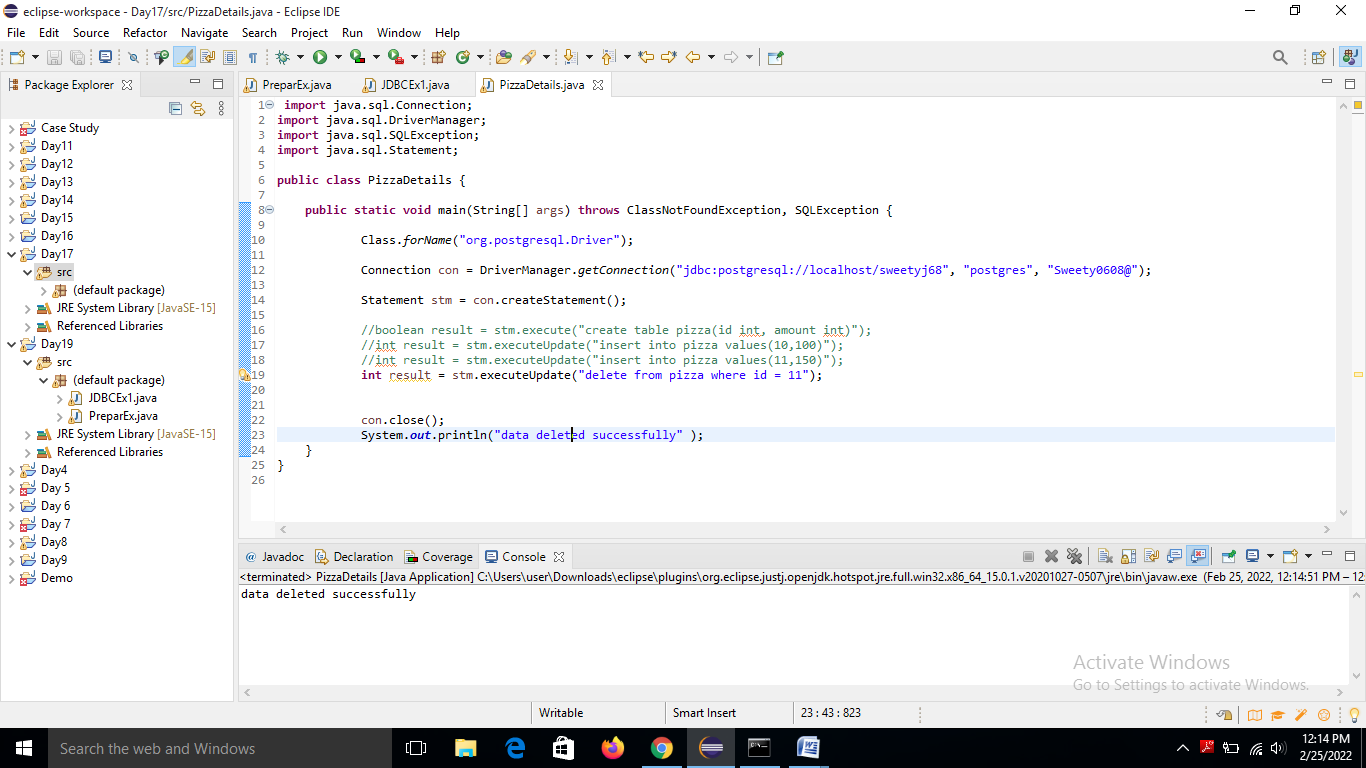 eclipse-workspace - Day17/src/PizzaDetails.java - Eclipse IDE
File Edit Source Refactor Navigate Search Project Run Window Help
Package Explorer
PreparEx.java JDBCEx1.java PizzaDetails.java
Case Study
Day11
Day12
Day13
Day14
Day15
Day16
Day17
src
(default package)
JRE System Library [JavaSE-15]
Referenced Libraries
Day19
src
(default package)
JDBCEx1.java
PreparEx.java
JRE System Library [JavaSE-15]
Referenced Libraries
Day4
Day 5
Day 6
Day 7
Day8
Day9
Demo
1 import java.sql.Connection;
2 import java.sql.DriverManager;
3 import java.sql.SQLException;
4 import java.sql.Statement;
5
6 public class PizzaDetails {
7
8 public static void main(String[] args) throws ClassNotFoundException, SQLException {
9
10 Class.forName("org.postgresql.Driver");
11
12 Connection con = DriverManager.getConnection("jdbc:postgresql://localhost/sweetyj68", "postgres", "Sweety0608@");
13
14 Statement stm = con.createStatement();
15
16 //boolean result = stm.execute("create table pizza(id int, amount int)");
17 //int result = stm.executeUpdate("insert into pizza values(10,100)");
18 //int result = stm.executeUpdate("insert into pizza values(11,150)");
19 int result = stm.executeUpdate("delete from pizza where id = 11");
20
21
22 con.close();
23 System.out.println("data deleted successfully" );
24 }
25 }
26
@ Javadoc Declaration Coverage Console
<terminated> PizzaDetails [Java Application] C:\Users\user\Downloads\eclipse\plugins\org.eclipse.justj.openjdk.hotspot.jre.full.win32.x86_64_15.0.1.v20201027-0507\jre\bin\javaw.exe (Feb 25, 2022, 12:14:51 PM – 12
data deleted successfully
Activate Windows
Go to Settings to activate Windows.
Writable Smart Insert 23 : 43 : 823
Search the web and Windows
12:14 PM
2/25/2022